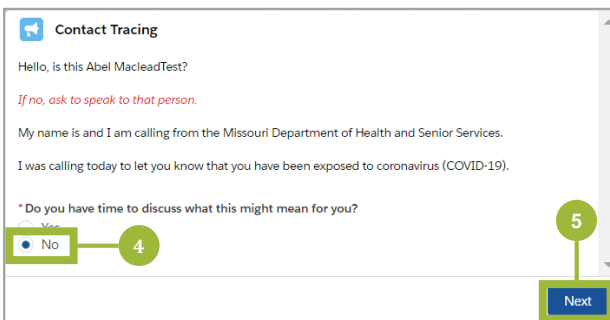 Contact Tracing
Hello, is this Abel MacleadTest?
If no, ask to speak to that person.
My name is and I am calling from the Missouri Department of Health and Senior Services.
I was calling today to let you know that you have been exposed to coronavirus (COVID-19).
*Do you have time to discuss what this might mean for you?
Yes
No
4
5
Next